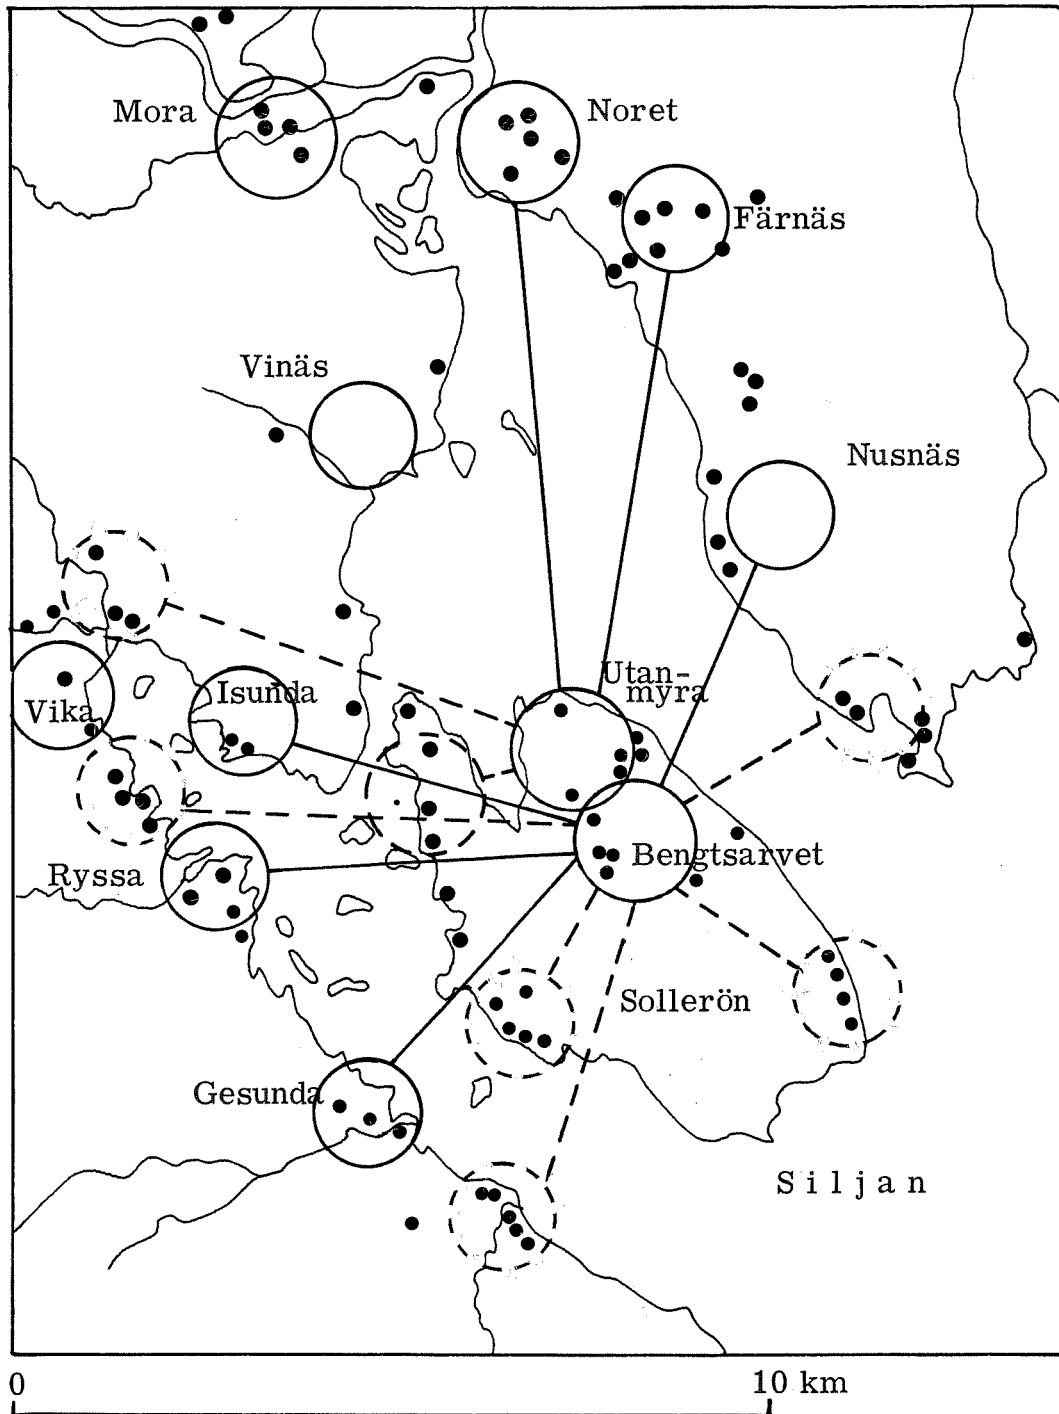 Mora
Noret
Färnäs
Vinäs
Nusnäs
Utan-
myra
Isunda
Vika
Bengtsarvet
Ryssa
Sollerön
Gesunda
Siljan
0
10 km